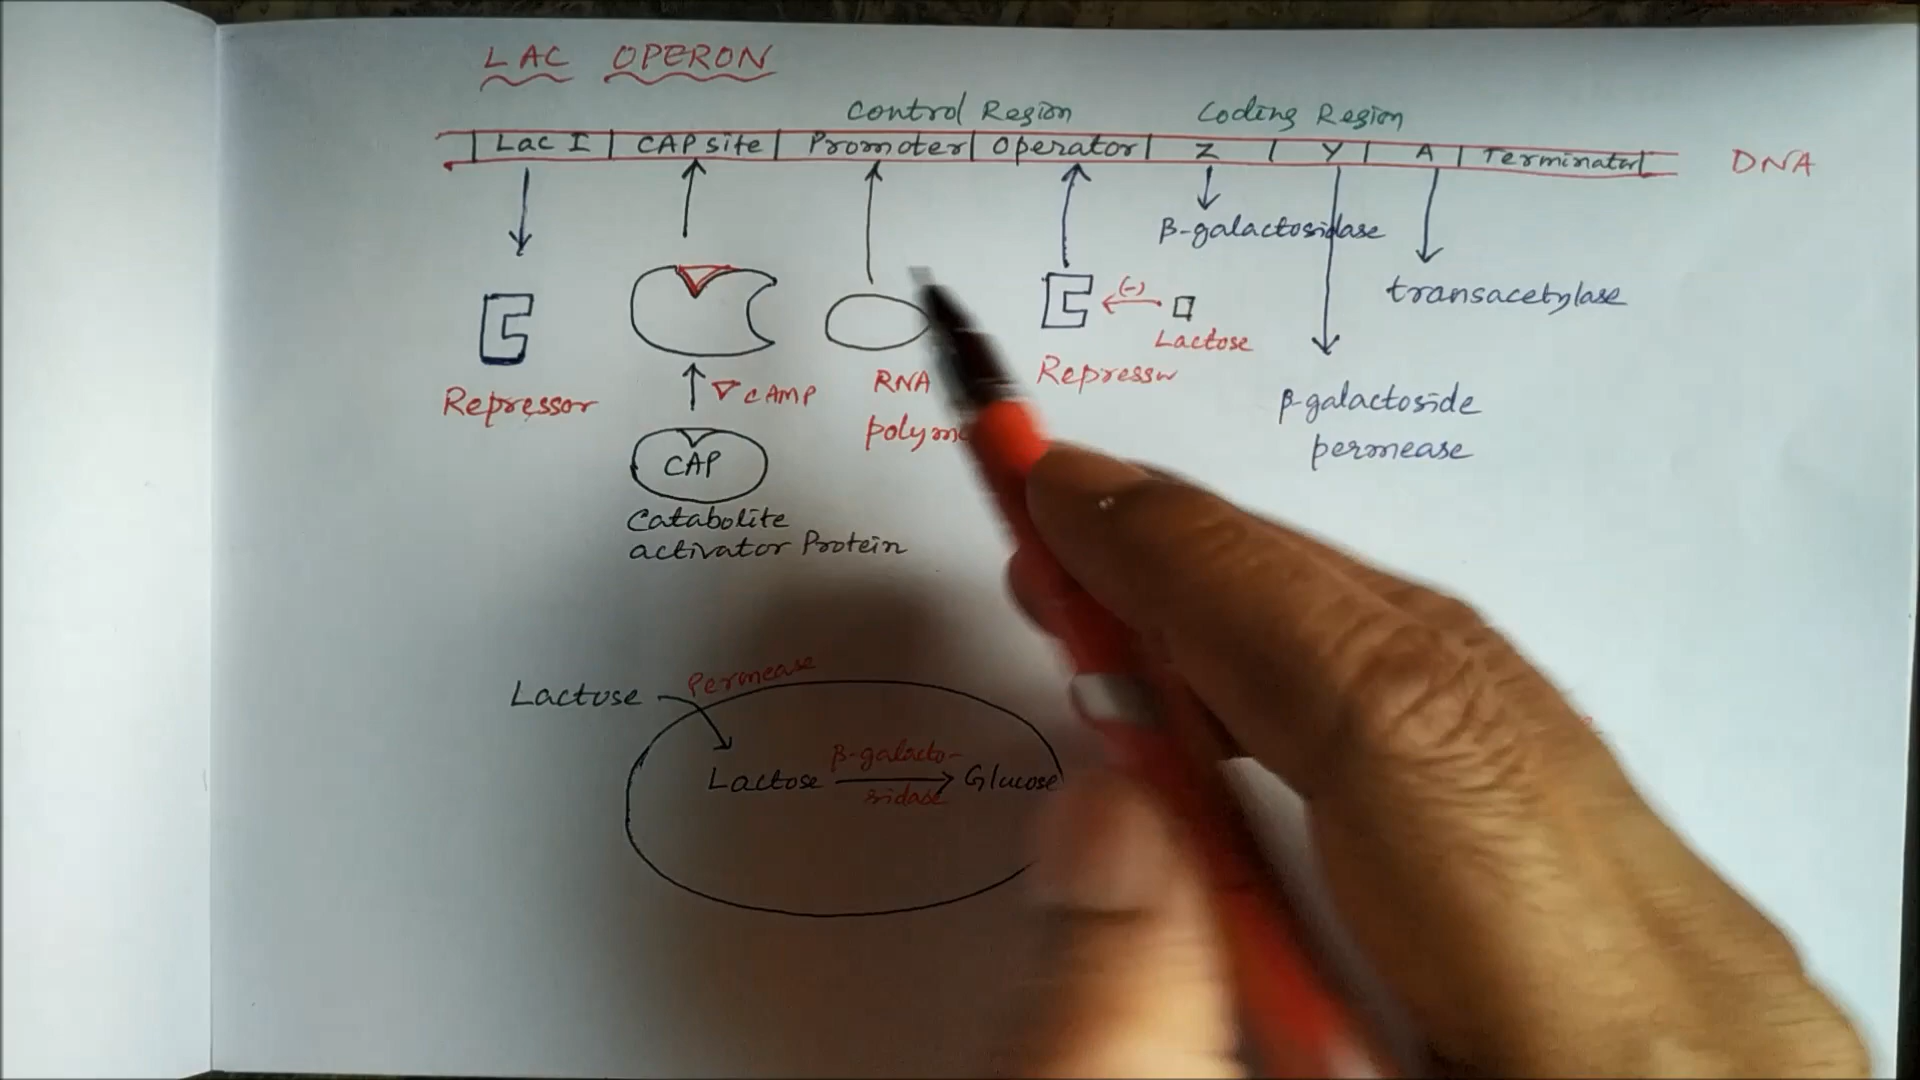 LAC OPERON
Control Region Coding Region
Lac I CAP site Promoter Operator Z Y A Terminator DNA
β-galactosidase
transacetylase
(-)
Lactose
Repressor
RNA
cAMP
Repressor
β-galactoside
polyme
permease
CAP
Catabolite
activator Protein
Permease
Lactose
β-galacto-
Lactose Glucose
sidase